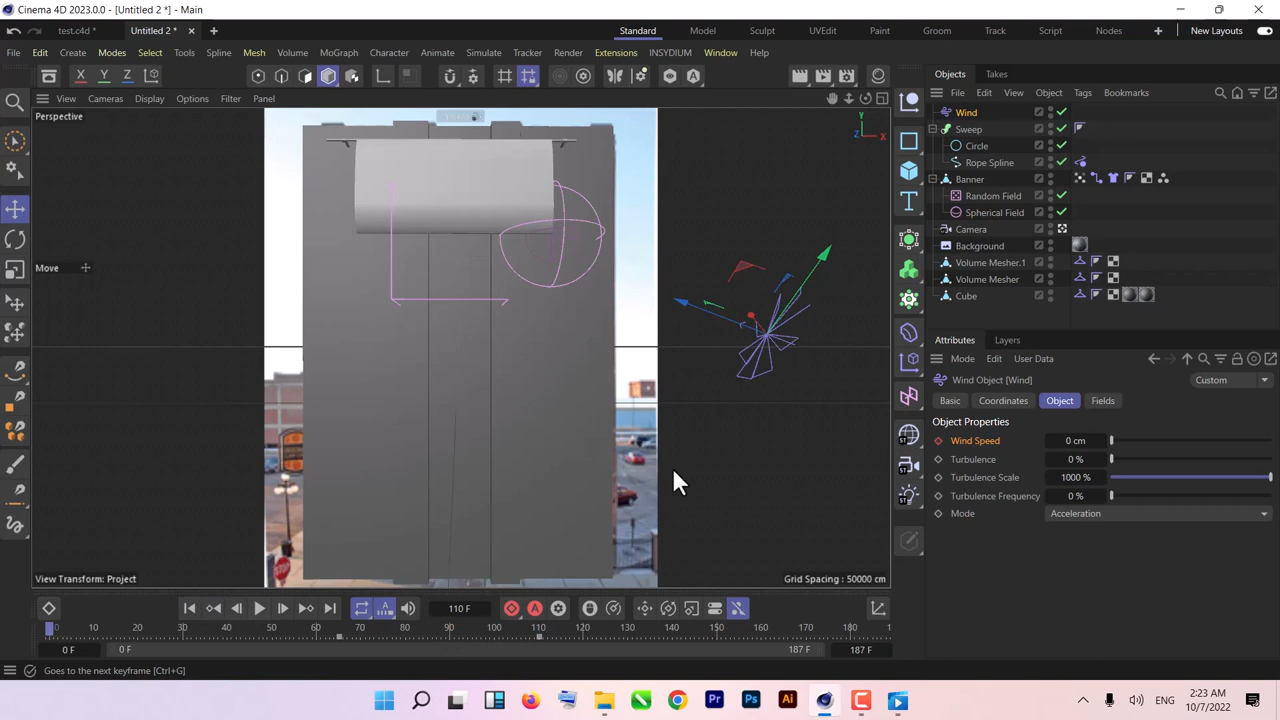 Cinema 4D 2023.0.0 - [Untitled 2 *] - Main
test.c4d *
Untitled 2 *
Standard
Model
Sculpt
UVEdit
Paint
Groom
Track
Script
Nodes
New Layouts
File
Edit
Create
Modes
Select
Tools
Spline
Mesh
Volume
MoGraph
Character
Animate
Simulate
Tracker
Render
Extensions
INSYDIUM
Window
Help
X
Y
Z
View
Cameras
Display
Options
Filter
Panel
Perspective
Y
Z
X
Move
View Transform: Project
Grid Spacing : 50000 cm
Objects
Takes
File
Edit
View
Object
Tags
Bookmarks
Wind
Sweep
Circle
Rope Spline
Banner
Random Field
Spherical Field
Camera
Background
Volume Mesher.1
Volume Mesher
Cube
Attributes
Layers
Mode
Edit
User Data
Wind Object [Wind]
Custom
Basic
Coordinates
Object
Fields
Object Properties
Wind Speed 0 cm
Turbulence 0 %
Turbulence Scale 1000 %
Turbulence Frequency 0 %
Mode Acceleration
110 F
0 10 20 30 40 50 60 70 80 90 100 110 120 130 140 150 160 170 180
0 F
0 F
187 F
187 F
Goes to the next keyframe [Ctrl+G]
2:23 AM
10/7/2022